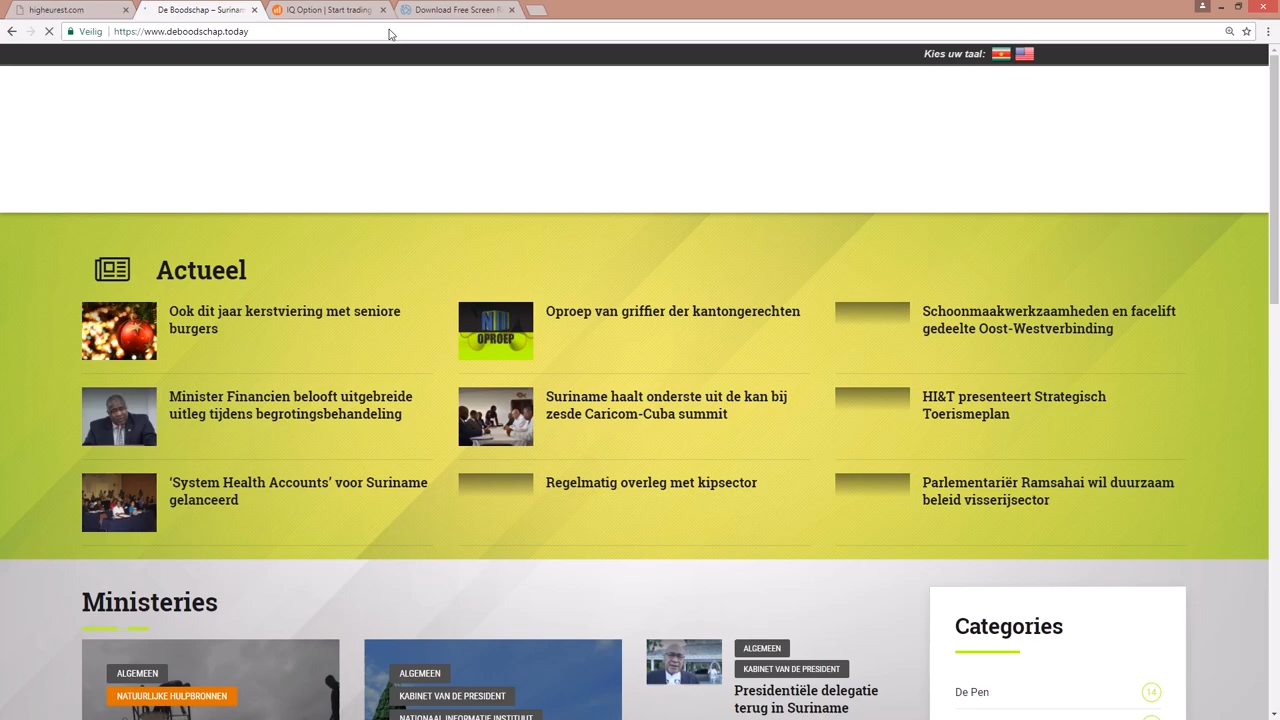 higheurest.com
De Boodschap – Surinam
IQ Option | Start trading
Download Free Screen R
Veilig
https://www.deboodschap.today
Kies uw taal:
Actueel
Ook dit jaar kerstviering met seniore
burgers
OPROEP
Oproep van griffier der kantongerechten
Schoonmaakwerkzaamheden en facelift
gedeelte Oost-Westverbinding
Minister Financien belooft uitgebreide
uitleg tijdens begrotingsbehandeling
Suriname haalt onderste uit de kan bij
zesde Caricom-Cuba summit
HI&T presenteert Strategisch
Toerismeplan
‘System Health Accounts’ voor Suriname
gelanceerd
Regelmatig overleg met kipsector
Parlementariër Ramsahai wil duurzaam
beleid visserijsector
Ministeries
ALGEMEEN
NATUURLIJKE HULPBRONNEN
ALGEMEEN
KABINET VAN DE PRESIDENT
NATIONAAL INFORMATIE INSTITUUT
ALGEMEEN
KABINET VAN DE PRESIDENT
Presidentiële delegatie
terug in Suriname
Categories
De Pen
14